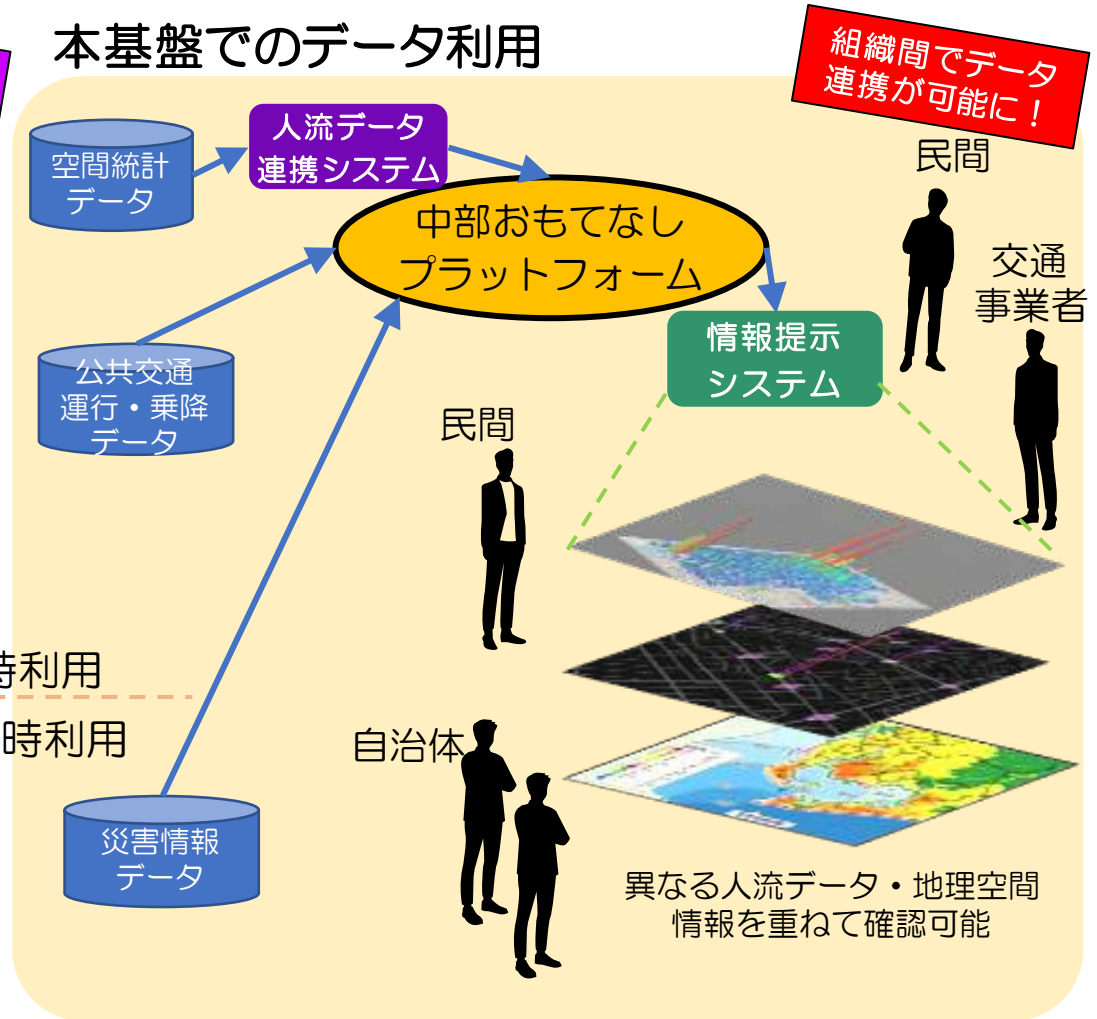 本基盤でのデータ利用
組織間でデータ
連携が可能に！
空間統計
データ
人流データ
連携システム
中部おもてなし
プラットフォーム
民間
交通
事業者
情報提示
システム
公共交通
運行・乗降
データ
民間
時利用
時利用
自治体
災害情報
データ
異なる人流データ・地理空間
情報を重ねて確認可能